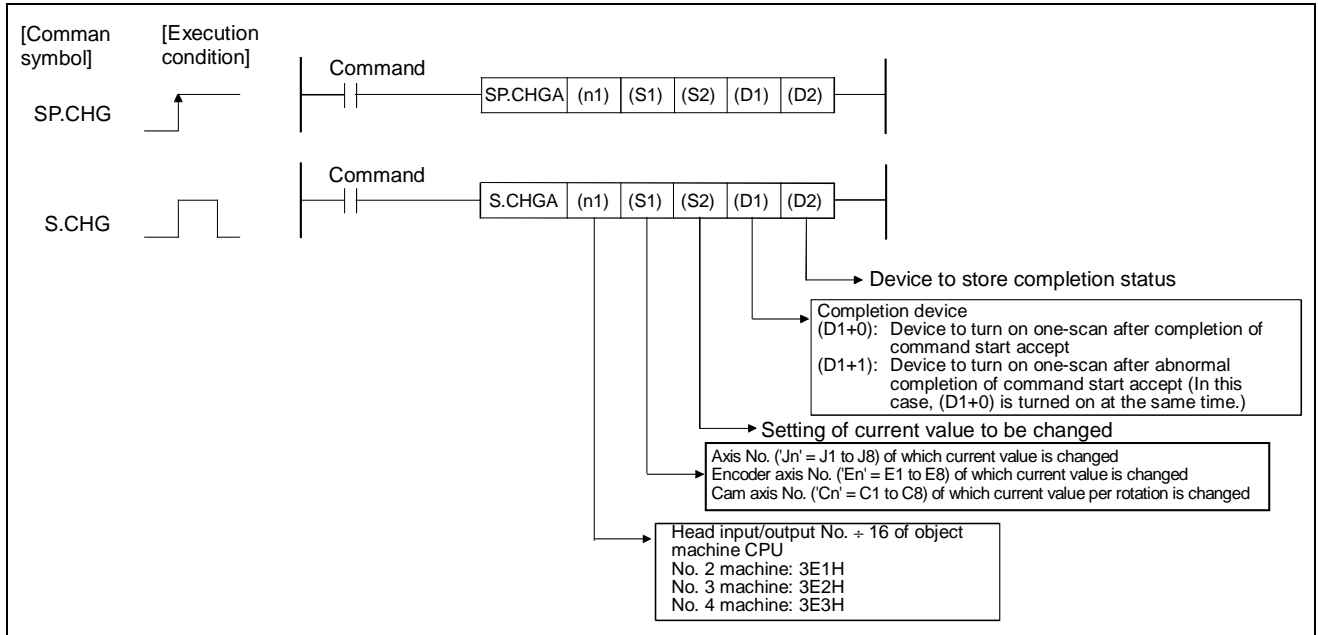 [Comman
symbol]
[Execution
condition]
Command
SP.CHG
SP.CHGA (n1) (S1) (S2) (D1) (D2)
Command
S.CHG
S.CHGA (n1) (S1) (S2) (D1) (D2)
Device to store completion status
Completion device
(D1+0): Device to turn on one-scan after completion of
command start accept
(D1+1): Device to turn on one-scan after abnormal
completion of command start accept (In this
case, (D1+0) is turned on at the same time.)
Setting of current value to be changed
Axis No. ('Jn' = J1 to J8) of which current value is changed
Encoder axis No. ('En' = E1 to E8) of which current value is changed
Cam axis No. ('Cn' = C1 to C8) of which current value per rotation is changed
Head input/output No. ÷ 16 of object
machine CPU
No. 2 machine: 3E1H
No. 3 machine: 3E2H
No. 4 machine: 3E3H